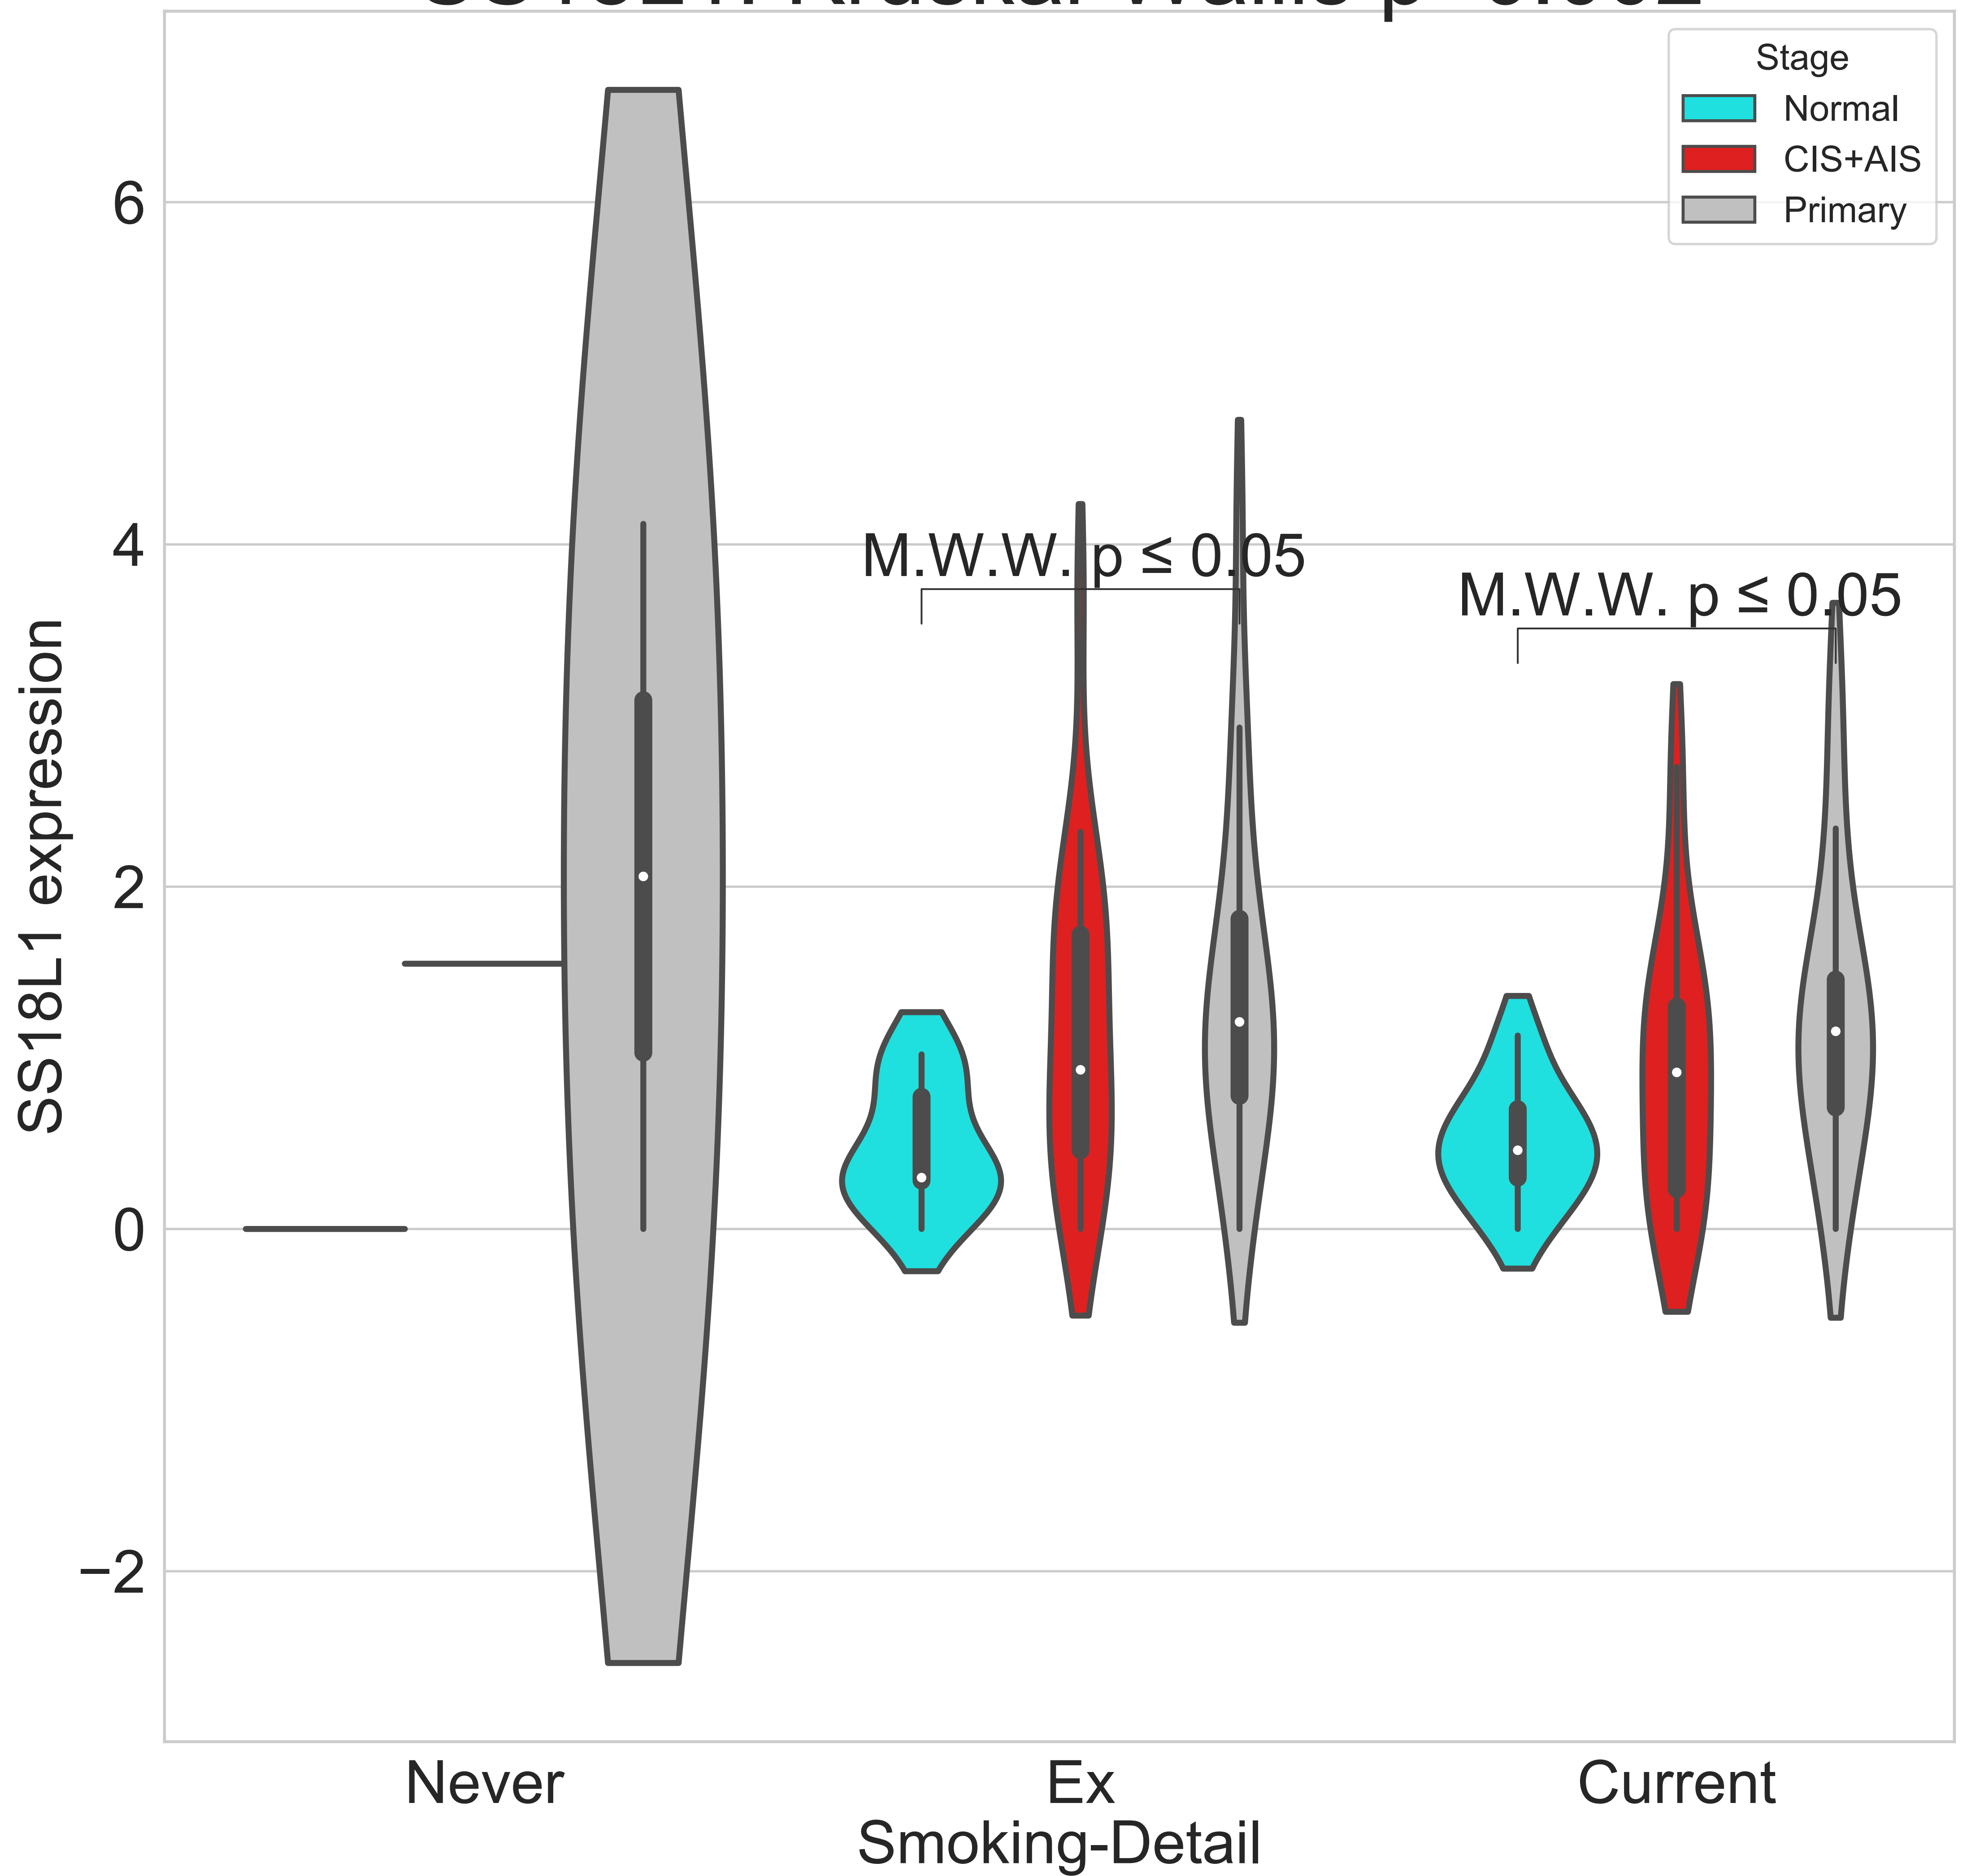 Stage
Normal
CIS+AIS
Primary
6
4
2
0
−2
M.W.W. p ≤ 0.05
M.W.W. p ≤ 0.05
SS18L1 expression
Never
Ex
Current
Smoking-Detail